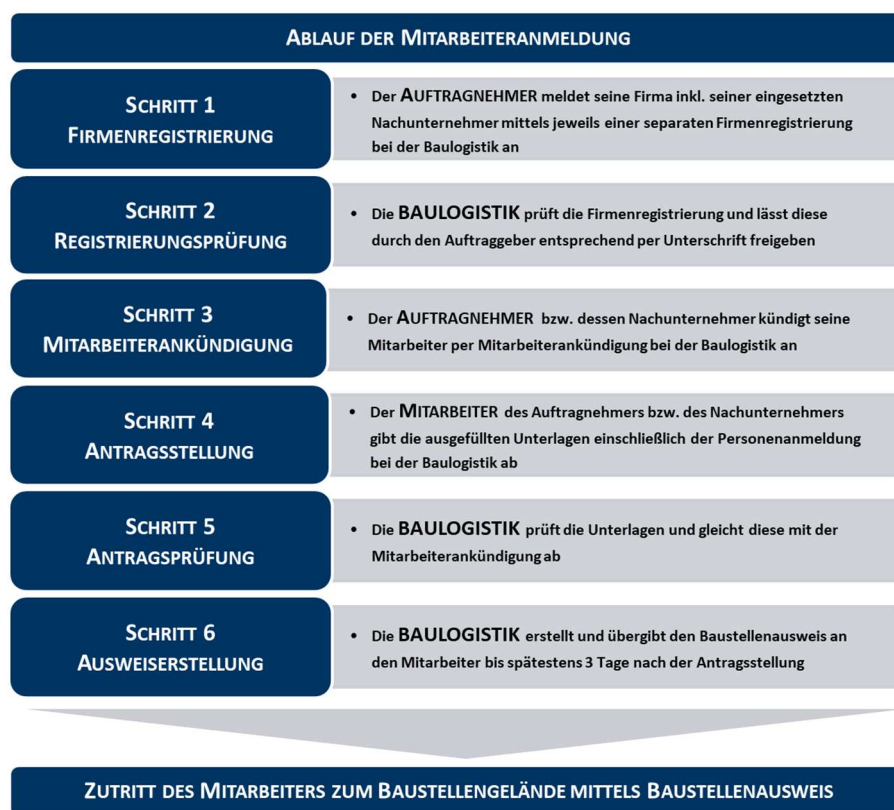 ABLAUF DER MITARBEITERANMELDUNG
SCHRITT 1
FIRMENREGISTRIERUNG
• Der AUFTRAGNEHMER meldet seine Firma inkl. seiner eingesetzten
Nachunternehmer mittels jeweils einer separaten Firmenregistrierung
bei der Baulogistik an
SCHRITT 2
REGISTRIERUNGSPRÜFUNG
• Die BAULOGISTIK prüft die Firmenregistrierung und lässt diese
durch den Auftraggeber entsprechend per Unterschrift freigeben
SCHRITT 3
MITARBEITERANKÜNDIGUNG
• Der AUFTRAGNEHMER bzw. dessen Nachunternehmer kündigt seine
Mitarbeiter per Mitarbeiterankündigung bei der Baulogistik an
SCHRITT 4
ANTRAGSSTELLUNG
• Der MITARBEITER des Auftragnehmers bzw. des Nachunternehmers
gibt die ausgefüllten Unterlagen einschließlich der Personenanmeldung
bei der Baulogistik ab
SCHRITT 5
ANTRAGSPRÜFUNG
• Die BAULOGISTIK prüft die Unterlagen und gleicht diese mit der
Mitarbeiterankündigung ab
SCHRITT 6
AUSWEISERSTELLUNG
• Die BAULOGISTIK erstellt und übergibt den Baustellenausweis an
den Mitarbeiter bis spätestens 3 Tage nach der Antragsstellung
ZUTRITT DES MITARBEITERS ZUM BAUSTELLENGELÄNDE MITTELS BAUSTELLENAUSWEIS